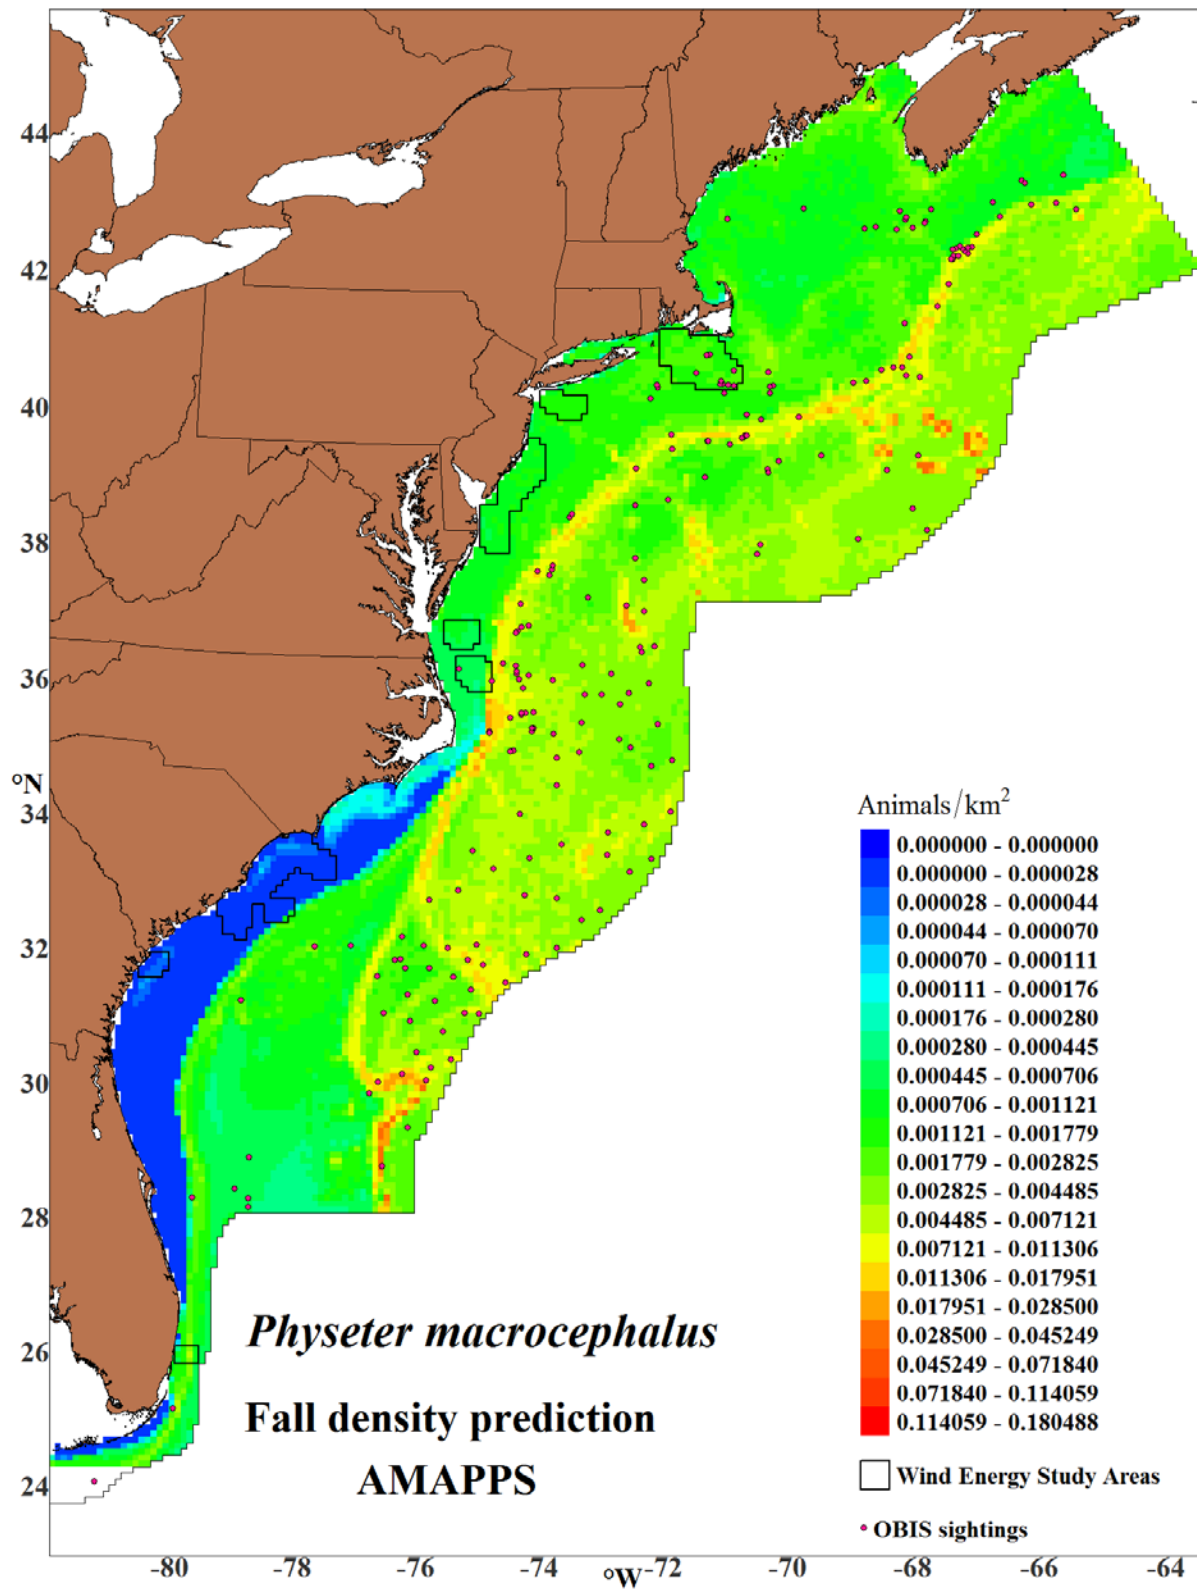 44
42
40
38
36
°N
34
32
30
28
26
24
Animals/km²
0.000000 - 0.000000
0.000000 - 0.000028
0.000028 - 0.000044
0.000044 - 0.000070
0.000070 - 0.000111
0.000111 - 0.000176
0.000176 - 0.000280
0.000280 - 0.000445
0.000445 - 0.000706
0.000706 - 0.001121
0.001121 - 0.001779
0.001779 - 0.002825
0.002825 - 0.004485
0.004485 - 0.007121
0.007121 - 0.011306
0.011306 - 0.017951
0.017951 - 0.028500
0.028500 - 0.045249
0.045249 - 0.071840
0.071840 - 0.114059
0.114059 - 0.180488
Wind Energy Study Areas
OBIS sightings
Physeter macrocephalus
Fall density prediction
AMAPPS
-80 -78 -76 -74 °W -72 -70 -68 -66 -64